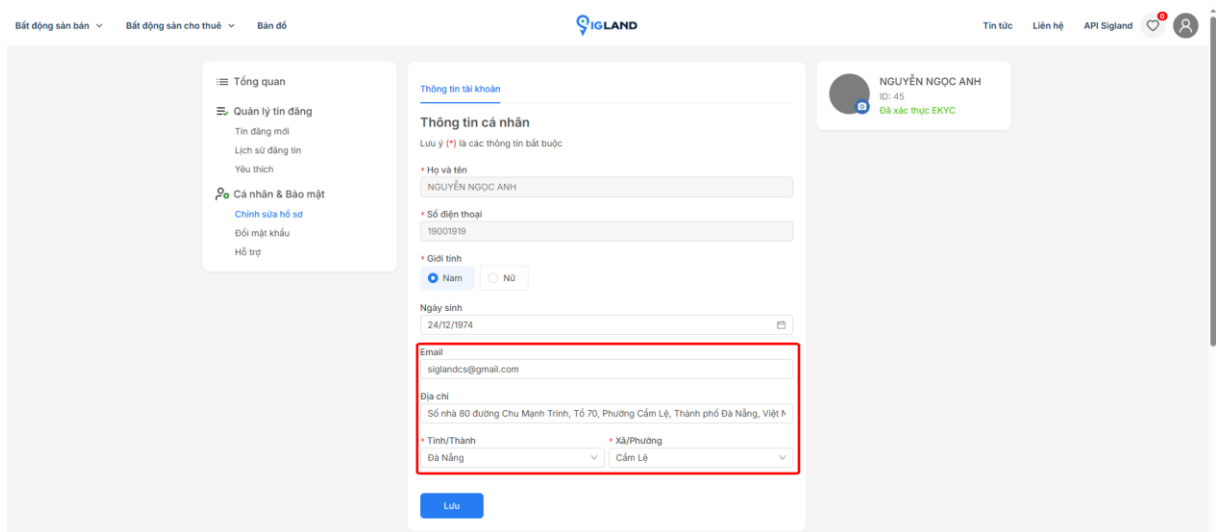 Bất động sản bán Bất động sản cho thuê Bản đồ SIGLAND Tin tức Liên hệ API Sigland 0
Tổng quan
Quản lý tin đăng
Tin đăng mới
Lịch sử đăng tin
Yêu thích
Cá nhân & Bảo mật
Chỉnh sửa hồ sơ
Đổi mật khẩu
Hỗ trợ
Thông tin tài khoản
Thông tin cá nhân
Lưu ý (*) là các thông tin bắt buộc
* Họ và tên
NGUYỄN NGỌC ANH
* Số điện thoại
19001919
* Giới tính
Nam Nữ
Ngày sinh
24/12/1974
Email
siglandcs@gmail.com
Địa chỉ
Số nhà 80 đường Chu Mạnh Trinh, Tổ 70, Phường Cẩm Lệ, Thành phố Đà Nẵng, Việt N
* Tỉnh/Thành * Xã/Phường
Đà Nẵng Cẩm Lệ
Lưu
NGUYỄN NGỌC ANH
ID: 45
Đã xác thực EKYC